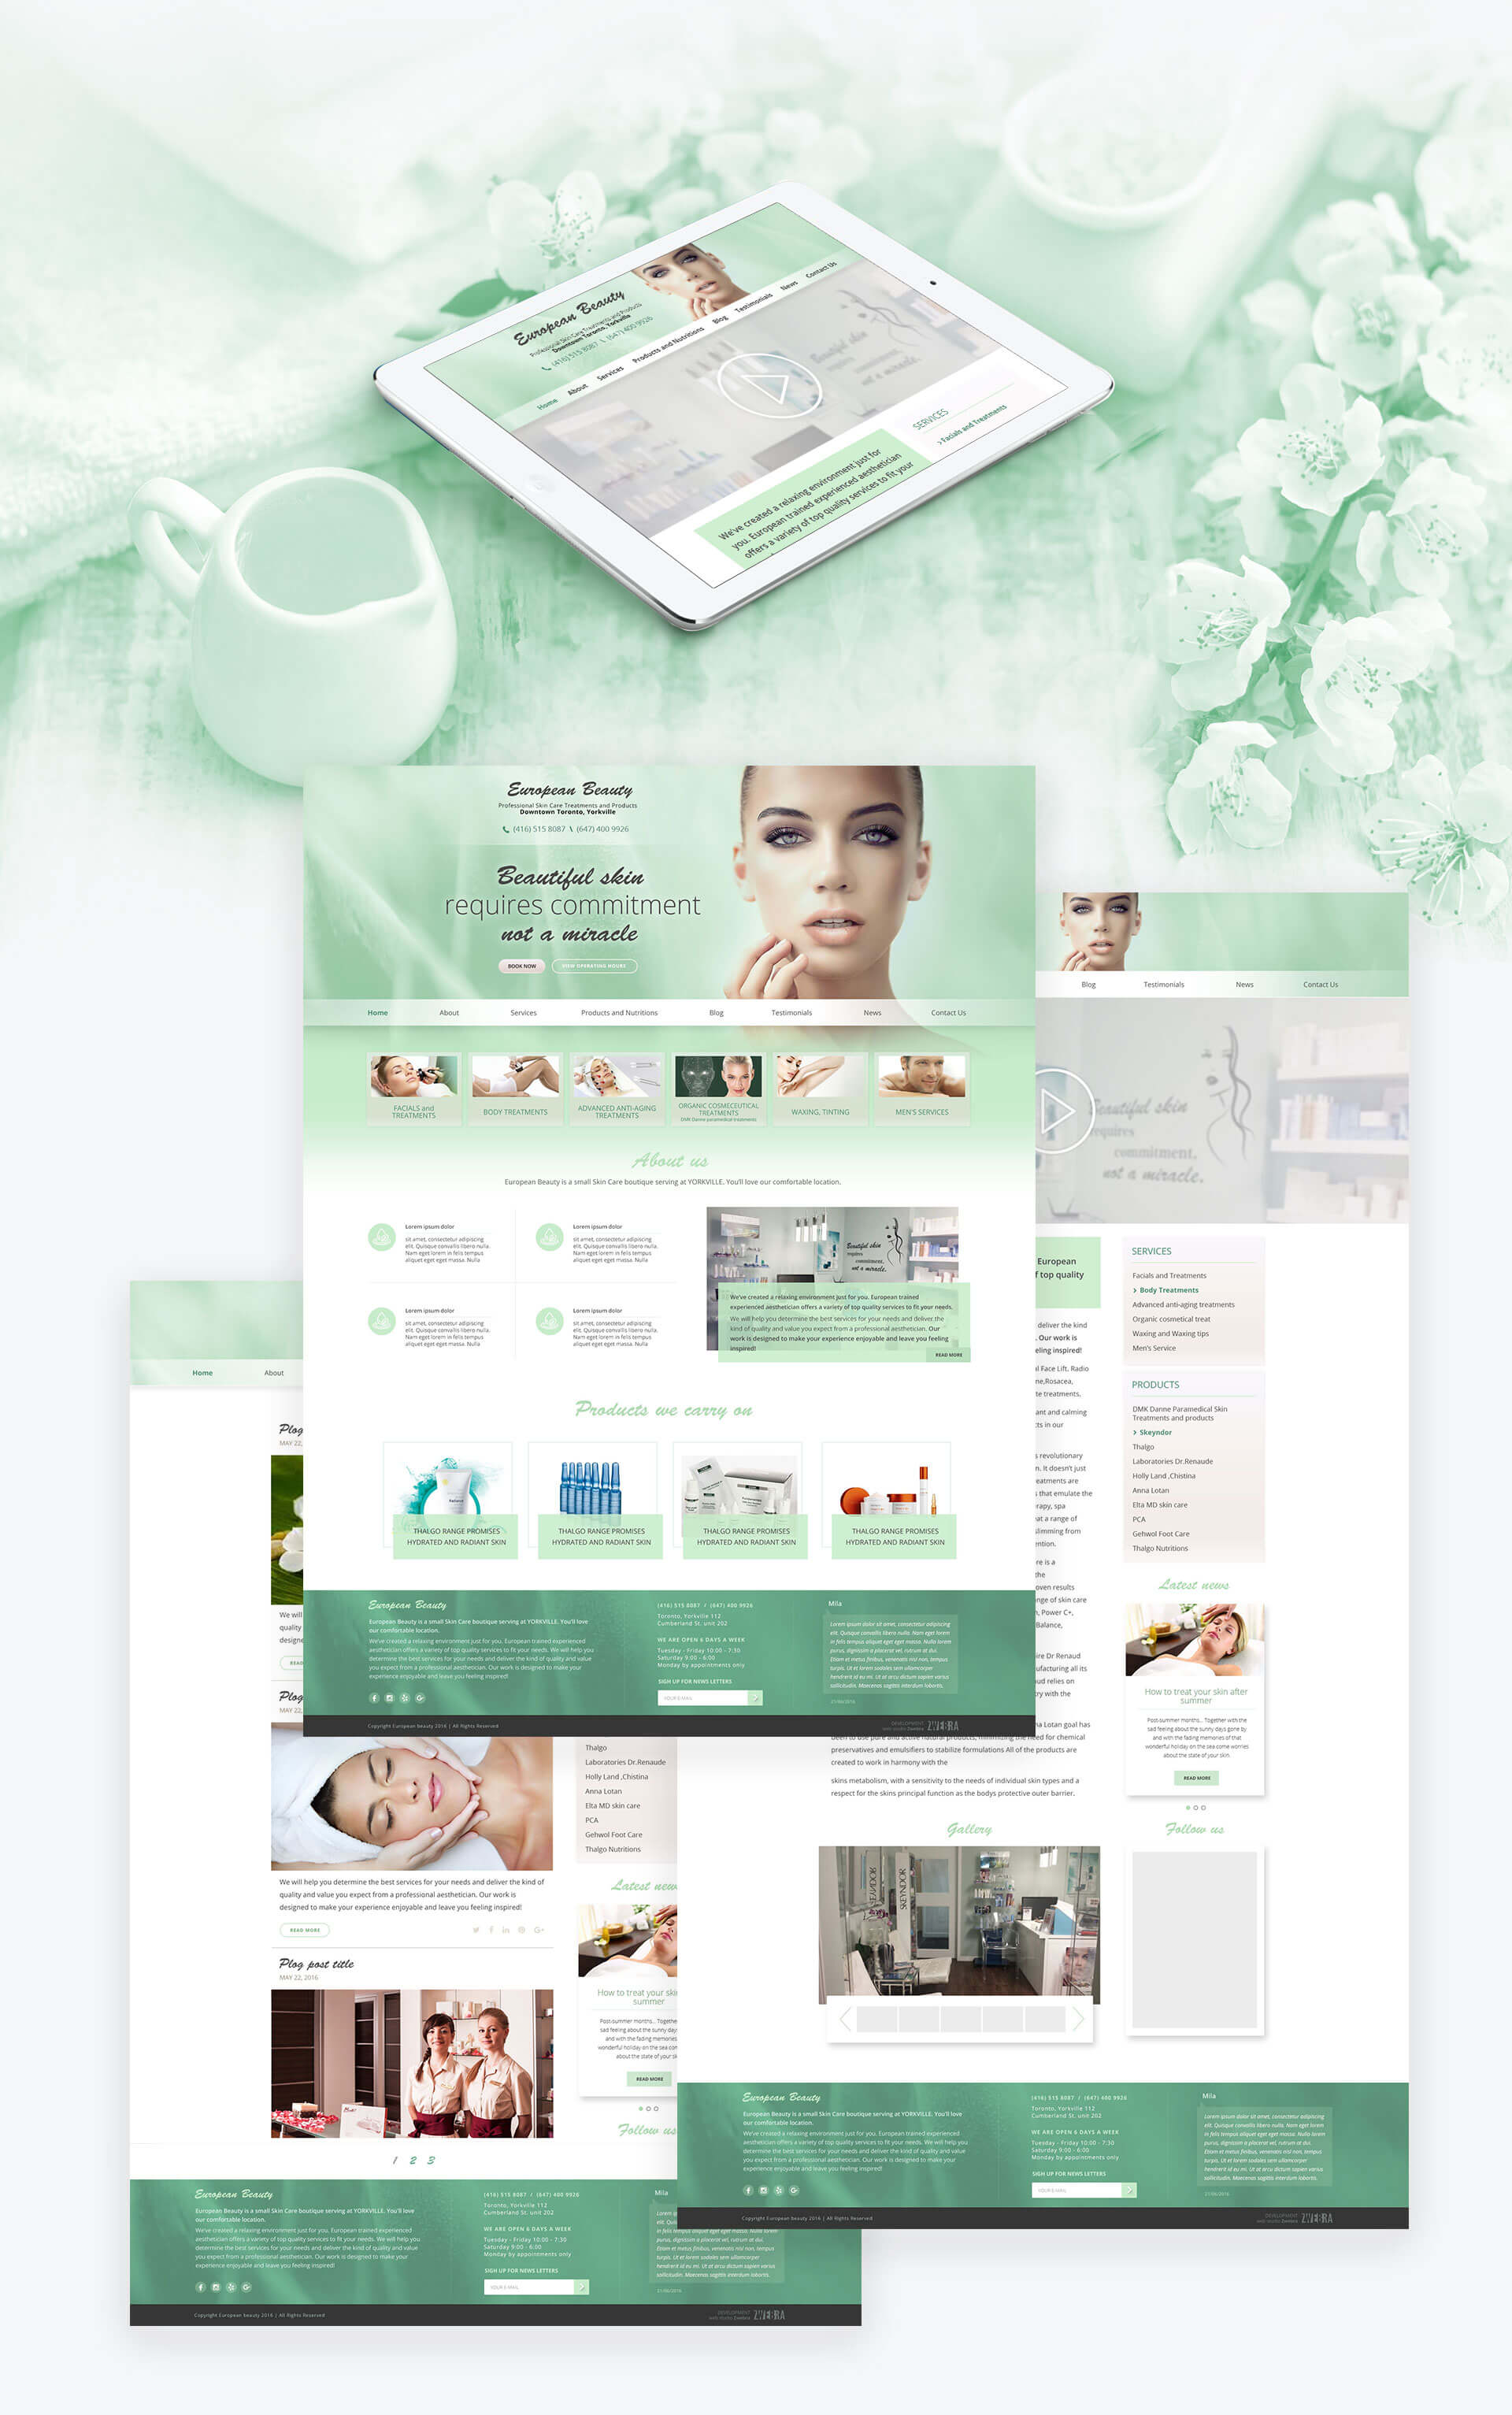 European Beauty
Professional Skin Care Treatments and Products
Downtown Toronto, Yorkville
(416) 515 8087 \ (647) 400 9926
Home About Services Products and Nutritions Blog Testimonials News Contact Us
SERVICES
> Facials and Treatments
We've created a relaxing environment just for
you. European trained experienced aesthetician
offers a variety of top quality services to fit your
European Beauty
Professional Skin Care Treatments and Products
Downtown Toronto, Yorkville
(416) 515 8087 \ (647) 400 9926
Beautiful skin
requires commitment
not a miracle
BOOK NOW
VIEW OPERATING HOURS
Home About Services Products and Nutritions Blog Testimonials News Contact Us
FACIALS and
TREATMENTS
BODY TREATMENTS
ADVANCED ANTI-AGING
TREATMENTS
ORGANIC COSMECEUTICAL
TREATMENTS
DMK Danne paramedical treatments
WAXING, TINTING
MEN'S SERVICES
About us
European Beauty is a small Skin Care boutique serving at YORKVILLE. You'll love our comfortable location.
Lorem ipsum dolor
sit amet, consectetur adipiscing
elit. Quisque convallis libero nulla.
Nam eget lorem in felis tempus
aliquet eget eget massa. Nulla
Lorem ipsum dolor
sit amet, consectetur adipiscing
elit. Quisque convallis libero nulla.
Nam eget lorem in felis tempus
aliquet eget eget massa. Nulla
Lorem ipsum dolor
sit amet, consectetur adipiscing
elit. Quisque convallis libero nulla.
Nam eget lorem in felis tempus
aliquet eget eget massa. Nulla
Lorem ipsum dolor
sit amet, consectetur adipiscing
elit. Quisque convallis libero nulla.
Nam eget lorem in felis tempus
aliquet eget eget massa. Nulla
Beautiful skin
requires
commitment,
not a miracle.
We've created a relaxing environment just for you. European trained
experienced aesthetician offers a variety of top quality services to fit your needs.
We will help you determine the best services for your needs and deliver the
kind of quality and value you expect from a professional aesthetician. Our
work is designed to make your experience enjoyable and leave you feeling
inspired!
READ MORE
Products we carry on
THALGO RANGE PROMISES
HYDRATED AND RADIANT SKIN
THALGO RANGE PROMISES
HYDRATED AND RADIANT SKIN
THALGO RANGE PROMISES
HYDRATED AND RADIANT SKIN
THALGO RANGE PROMISES
HYDRATED AND RADIANT SKIN
European Beauty
European Beauty is a small Skin Care boutique serving at YORKVILLE. You'll love
our comfortable location.
We've created a relaxing environment just for you. European trained experienced
aesthetician offers a variety of top quality services for your needs. We will help you
determine the best services for your needs and deliver the kind of quality and value
you expect from a professional aesthetician. Our work is designed to make your
experience enjoyable and leave you feeling inspired!
(416) 515 8087 / (647) 400 9926
Toronto, Yorkville 112
Cumberland St. unit 202
WE ARE OPEN 6 DAYS A WEEK
Tuesday - Friday 10:00 - 7:30
Saturday 9:00 - 6:00
Monday by appointments only
SIGH UP FOR NEWS LETTERS
YOUR E-MAIL
Mila
Lorem ipsum dolor sit amet, consectetur adipiscing
elit. Quisque convallis libero nulla. Nam eget lorem
in felis tempus aliquet eget eget massa. Nulla lorem
purus, dignissim a placerat vel, rutrum at dui.
Etiam et metus finibus, venenatis nisl non, tempus
turpis. Ut et lorem sodales sem ullamcorper
hendrerit id eu mi. Ut at arcu dictum sapien varius
sollicitudin. Maecenas sagittis interdum lobortis.
21/06/2016
Copyright European beauty 2016 | All Rights Reserved
DEVELOPMENT
web studio Zwebra
Blog Testimonials News Contact Us
Beautiful skin
requires
commitment,
not a miracle.
European
f top quality
deliver the kind
. Our work is
eling inspired!
al Face Lift. Radio
ne,Rosacea,
te treatments,
ant and calming
ts in our
s revolutionary
n. It doesn't just
eatments are
s that emulate the
rapy, spa
at a range of
slimming from
ention.
re is a
the
oven results
nge of skin care
n, Power C+,
Balance,
ire Dr Renaud
ufacturing all its
ud relies on
ry with the
na Lotan goal has
been to use pure and active natural products, minimizing the need for chemical
preservatives and emulsifiers to stabilize formulations All of the products are
created to work in harmony with the
skins metabolism, with a sensitivity to the needs of individual skin types and a
respect for the skins principal function as the bodys protective outer barrier.
SERVICES
Facials and Treatments
> Body Treatments
Advanced anti-aging treatments
Organic cosmetical treat
Waxing and Waxing tips
Men's Service
PRODUCTS
DMK Danne Paramedical Skin
Treatments and products
> Skeyndor
Thalgo
Laboratories Dr.Renaude
Holly Land ,Chistina
Anna Lotan
Elta MD skin care
PCA
Gehwol Foot Care
Thalgo Nutritions
Latest news
How to treat your skin after
summer
Post-summer months... Together with the
sad feeling about the sunny days gone by
and with the fading memories of that
wonderful holiday on the sea come worries
about the state of your skin.
READ MORE
Gallery
SKEYNDOR
Follow us
European Beauty
European Beauty is a small Skin Care boutique serving at YORKVILLE. You'll love
our comfortable location.
We've created a relaxing environment just for you. European trained experienced
aesthetician offers a variety of top quality services for your needs. We will help you
determine the best services for your needs and deliver the kind of quality and value
you expect from a professional aesthetician. Our work is designed to make your
experience enjoyable and leave you feeling inspired!
(416) 515 8087 / (647) 400 9926
Toronto, Yorkville 112
Cumberland St. unit 202
WE ARE OPEN 6 DAYS A WEEK
Tuesday - Friday 10:00 - 7:30
Saturday 9:00 - 6:00
Monday by appointments only
SIGH UP FOR NEWS LETTERS
YOUR E-MAIL
Mila
Lorem ipsum dolor sit amet, consectetur adipiscing
elit. Quisque convallis libero nulla. Nam eget lorem
in felis tempus aliquet eget eget massa. Nulla lorem
purus, dignissim a placerat vel, rutrum at dui.
Etiam et metus finibus, venenatis nisl non, tempus
turpis. Ut et lorem sodales sem ullamcorper
hendrerit id eu mi. Ut at arcu dictum sapien varius
sollicitudin. Maecenas sagittis interdum lobortis.
21/06/2016
Copyright European beauty 2016 | All Rights Reserved
DEVELOPMENT
web studio Zwebra
Home About
Plog
MAY 22,
We will
quality
designe
READ
Plog
MAY 22,
We will help you determine the best services for your needs and deliver the kind of
quality and value you expect from a professional aesthetician. Our work is
designed to make your experience enjoyable and leave you feeling inspired!
READ MORE
Plog post title
MAY 22, 2016
1 2 3
Thalgo
Laboratories Dr.Renaude
Holly Land ,Chistina
Anna Lotan
Elta MD skin care
PCA
Gehwol Foot Care
Thalgo Nutritions
Latest new
How to treat your ski
summer
Post-summer months... Togethe
sad feeling about the sunny day
and with the fading memories
wonderful holiday on the sea com
about the state of your sk
READ MORE
Follow us
European Beauty
European Beauty is a small Skin Care boutique serving at YORKVILLE. You'll love
our comfortable location.
We've created a relaxing environment just for you. European trained experienced
aesthetician offers a variety of top quality services for your needs. We will help you
determine the best services for your needs and deliver the kind of quality and value
you expect from a professional aesthetician. Our work is designed to make your
experience enjoyable and leave you feeling inspired!
(416) 515 8087 / (647) 400 9926
Toronto, Yorkville 112
Cumberland St. unit 202
WE ARE OPEN 6 DAYS A WEEK
Tuesday - Friday 10:00 - 7:30
Saturday 9:00 - 6:00
Monday by appointments only
SIGH UP FOR NEWS LETTERS
YOUR E-MAIL
Mila
Lorem ip
elit. Quis
in felis tempus aliquet eget eget massa. Nulla lorem
purus, dignissim a placerat vel, rutrum at dui.
Etiam et metus finibus, venenatis nisl non, tempus
turpis. Ut et lorem sodales sem ullamcorper
hendrerit id eu mi. Ut at arcu dictum sapien varius
sollicitudin. Maecenas sagittis interdum lobortis.
21/06/2016
Copyright European beauty 2016 | All Rights Reserved
DEVELOPMENT
web studio Zwebra